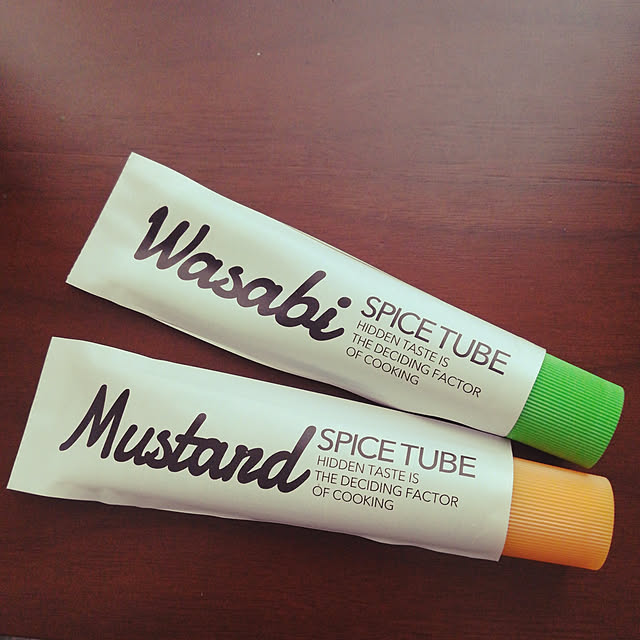 Wasabi
SPICE TUBE
HIDDEN TASTE IS
THE DECIDING FACTOR
OF COOKING
Mustard
SPICE TUBE
HIDDEN TASTE IS
THE DECIDING FACTOR
OF COOKING